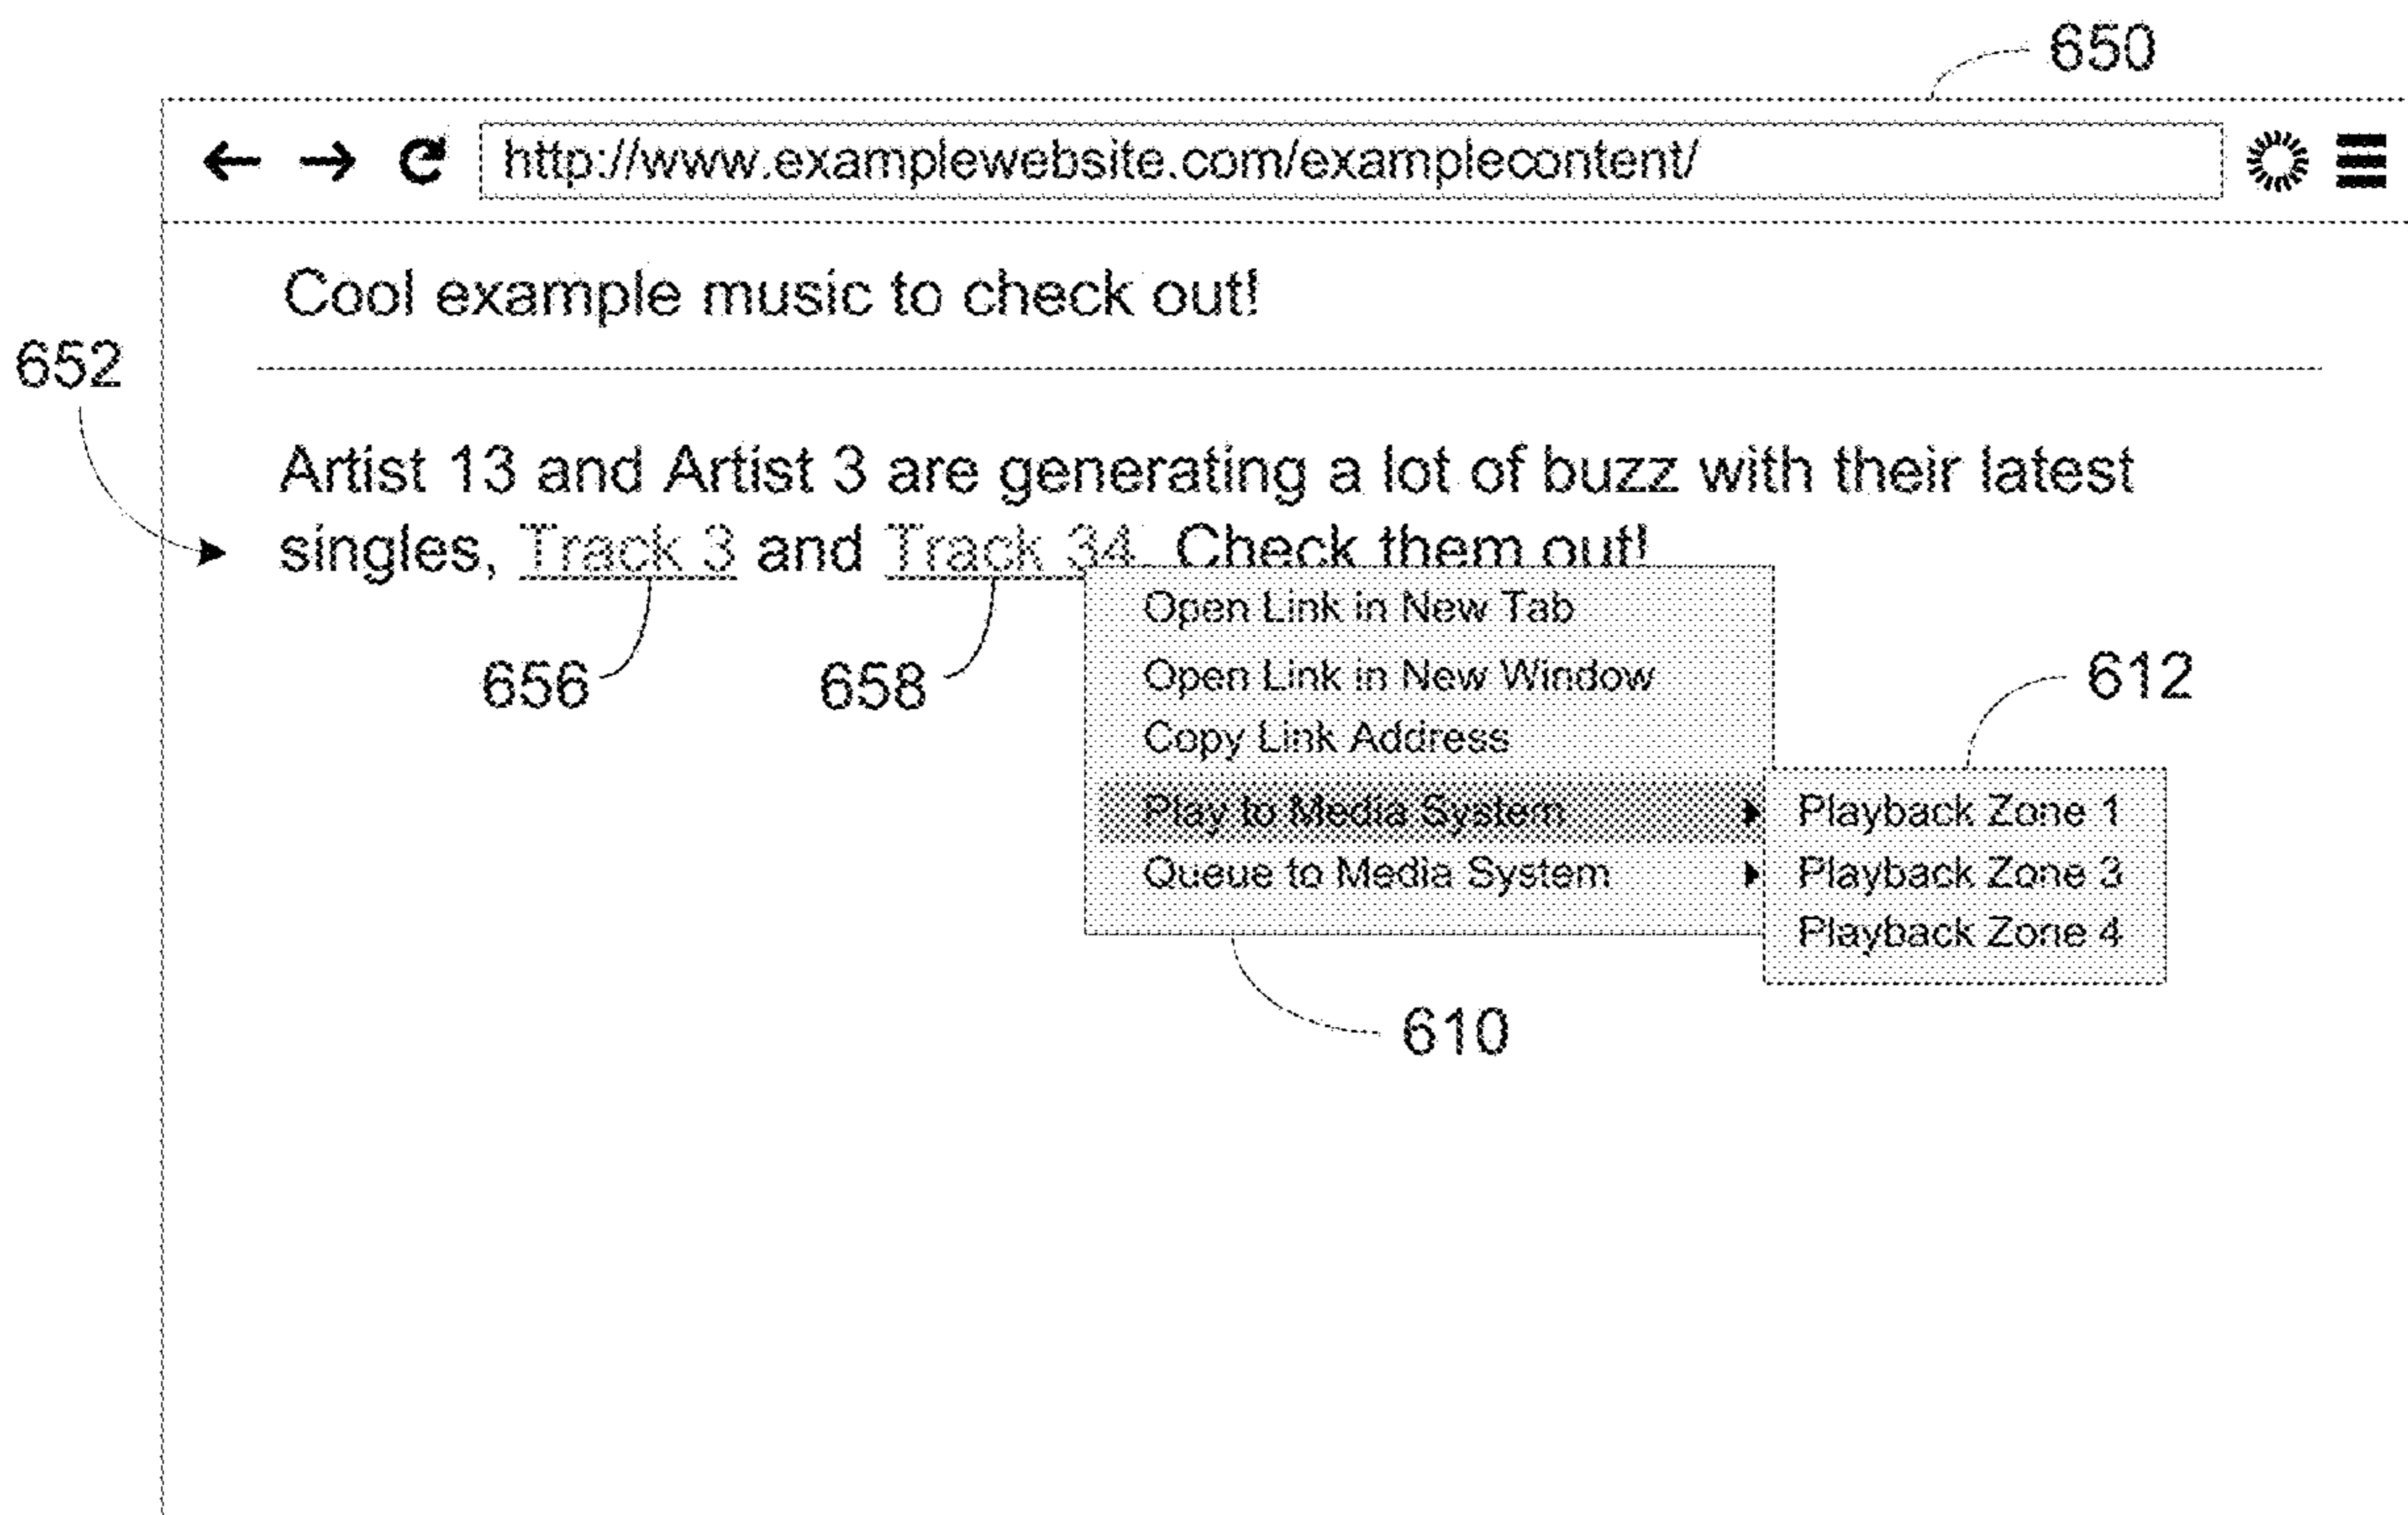 650
http://www.examplewebsite.com/examplecontent/
Cool example music to check out!
652
Artist 13 and Artist 3 are generating a lot of buzz with their latest
singles, Track 3 and Track 34. Check them out!
656
658
Open Link in New Tab
Open Link in New Window
Copy Link Address
Play to Media System
Queue to Media System
612
Playback Zone 1
Playback Zone 3
Playback Zone 4
610